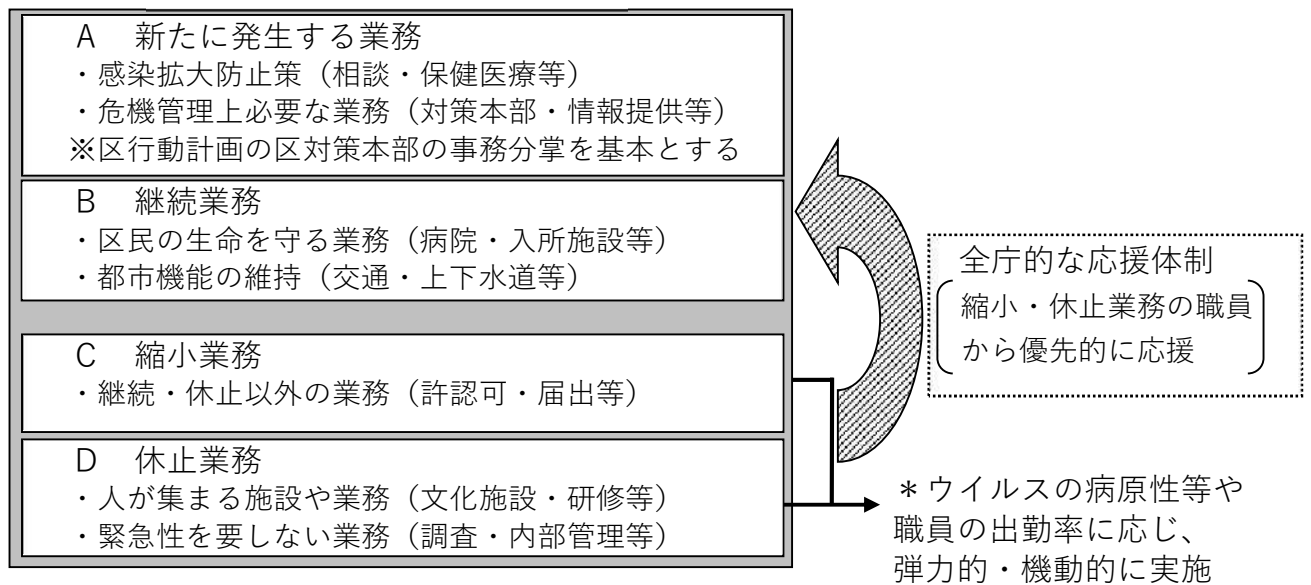 A 新たに発生する業務
・感染拡大防止策（相談・保健医療等）
・危機管理上必要な業務（対策本部・情報提供等）
※区行動計画の区対策本部の事務分掌を基本とする
B 継続業務
・区民の生命を守る業務（病院・入所施設等）
・都市機能の維持（交通・上下水道等）
C 縮小業務
・継続・休止以外の業務（許認可・届出等）
D 休止業務
・人が集まる施設や業務（文化施設・研修等）
・緊急性を要しない業務（調査・内部管理等）
全庁的な応援体制
縮小・休止業務の職員
から優先的に応援
＊ウイルスの病原性等や
職員の出勤率に応じ、
弾力的・機動的に実施